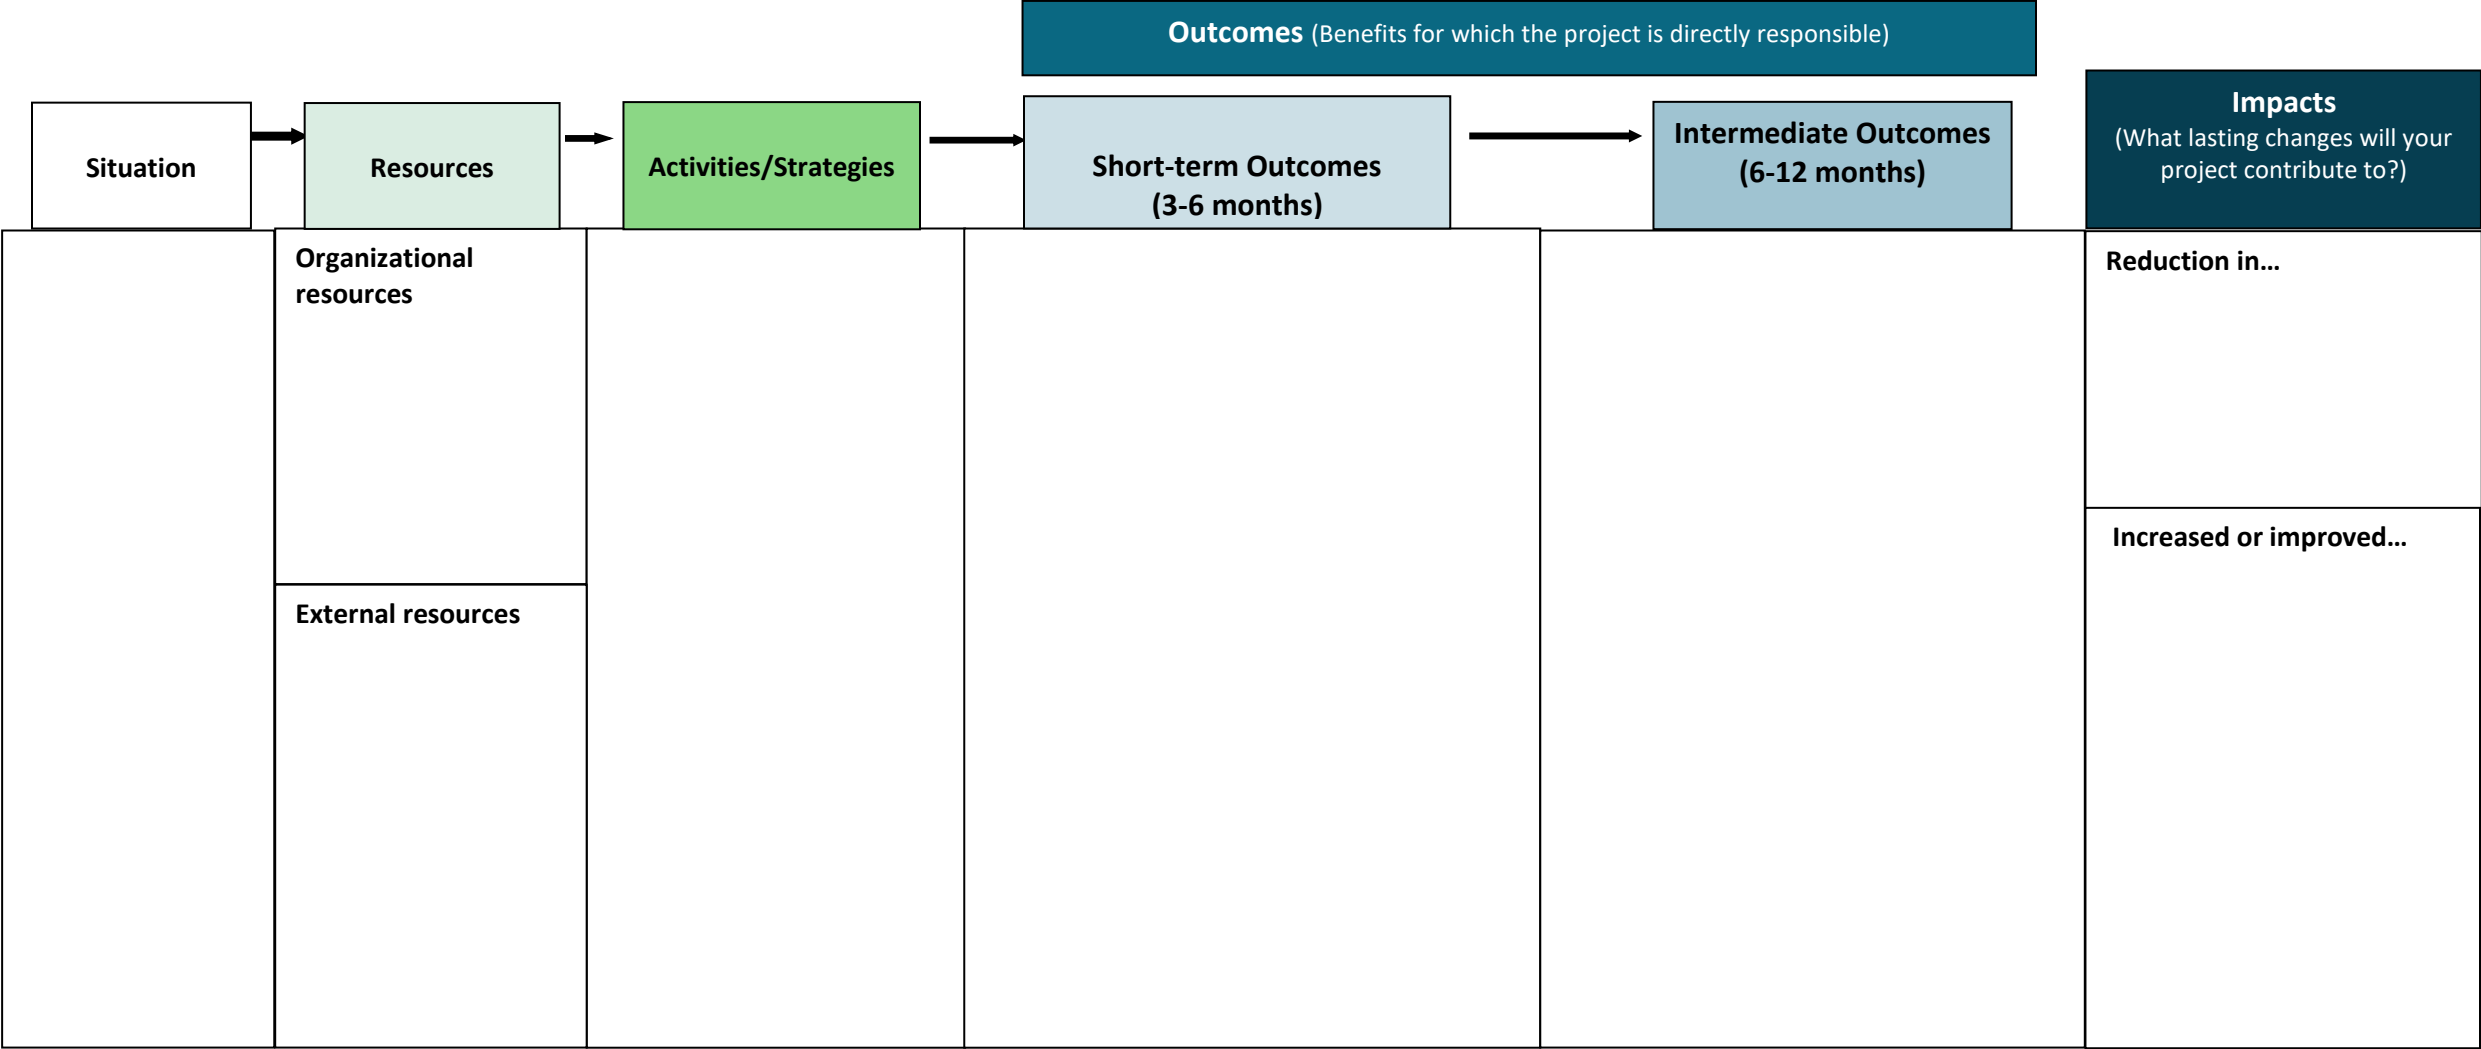 Outcomes (Benefits for which the project is directly responsible)
Situation
Resources
Activities/Strategies
Short-term Outcomes
(3-6 months)
Intermediate Outcomes
(6-12 months)
Impacts
(What lasting changes will your
project contribute to?)
Organizational
resources
External resources
Reduction in…
Increased or improved…